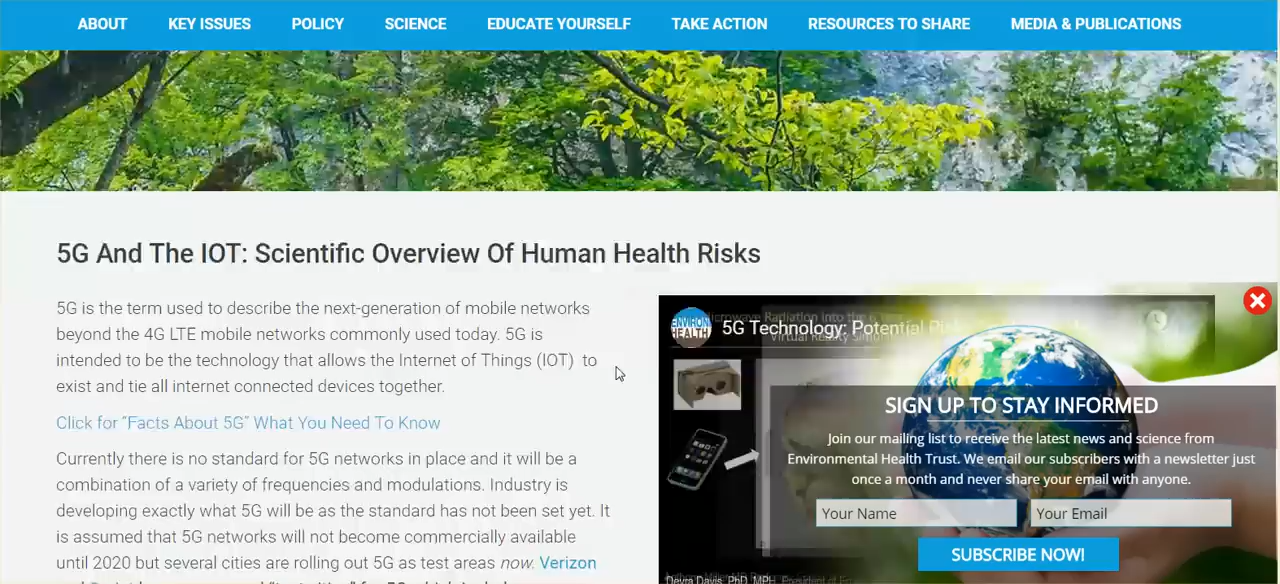 ABOUT KEY ISSUES POLICY SCIENCE EDUCATE YOURSELF TAKE ACTION RESOURCES TO SHARE MEDIA & PUBLICATIONS
5G And The IOT: Scientific Overview Of Human Health Risks
5G is the term used to describe the next-generation of mobile networks
beyond the 4G LTE mobile networks commonly used today. 5G is
intended to be the technology that allows the Internet of Things (IOT) to
exist and tie all internet connected devices together.
Click for “Facts About 5G” What You Need To Know
Currently there is no standard for 5G networks in place and it will be a
combination of a variety of frequencies and modulations. Industry is
developing exactly what 5G will be as the standard has not been set yet. It
is assumed that 5G networks will not become commercially available
until 2020 but several cities are rolling out 5G as test areas now. Verizon
ENVIRON
HEALTH
Microwave Radiation into the
5G Technology: Potential
Virtual Reality
SIGN UP TO STAY INFORMED
Join our mailing list to receive the latest news and science from
Environmental Health Trust. We email our subscribers with a newsletter just
once a month and never share your email with anyone.
Your Name Your Email
SUBSCRIBE NOW!
Devra Davis, PhD, MPH, President of